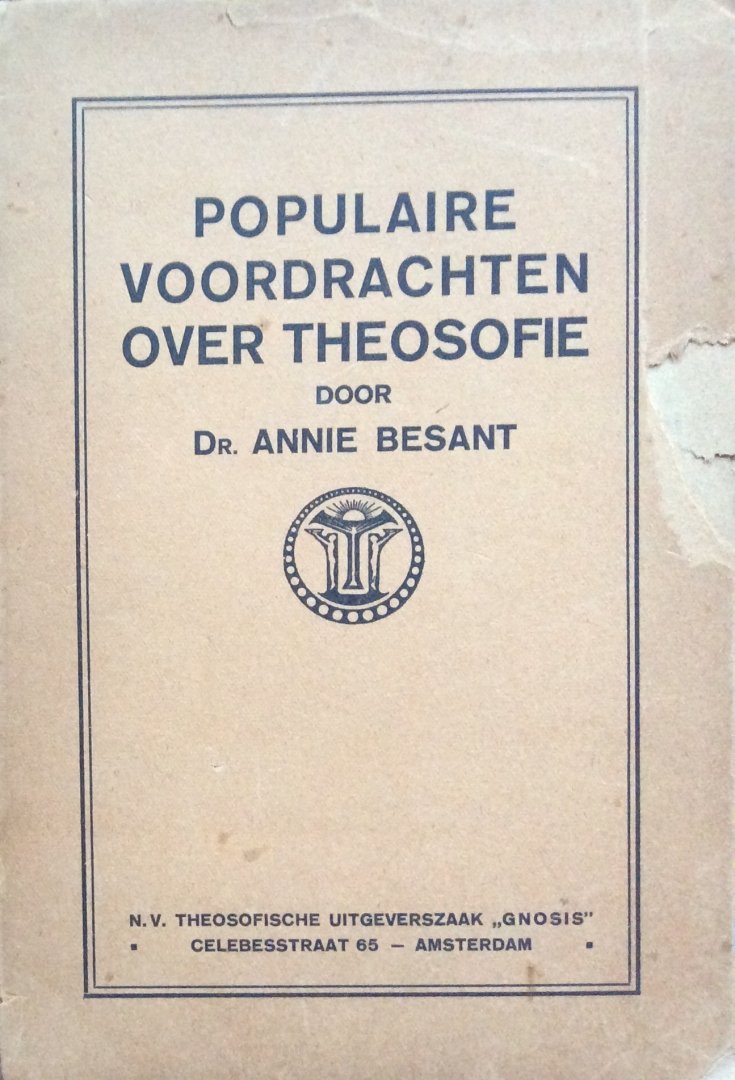 POPULAIRE
VOORDRACHTEN
OVER THEOSOFIE
DOOR
DR. ANNIE BESANT
N.V. THEOSOFISCHE UITGEVERSZAAK „GNOSIS"
▪ CELEBESSTRAAT 65 — AMSTERDAM ▪